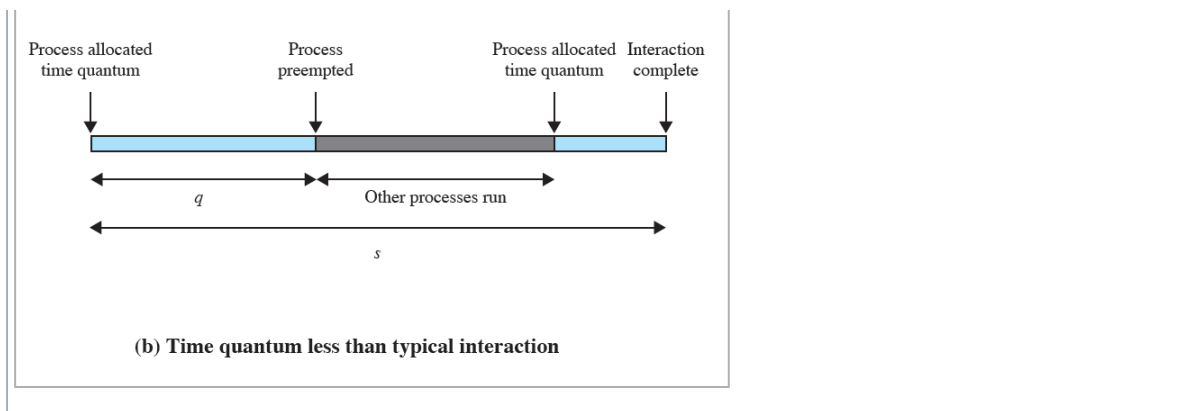 Process allocated
time quantum
Process
preempted
Process allocated
time quantum
Interaction
complete
q
Other processes run
s
(b) Time quantum less than typical interaction